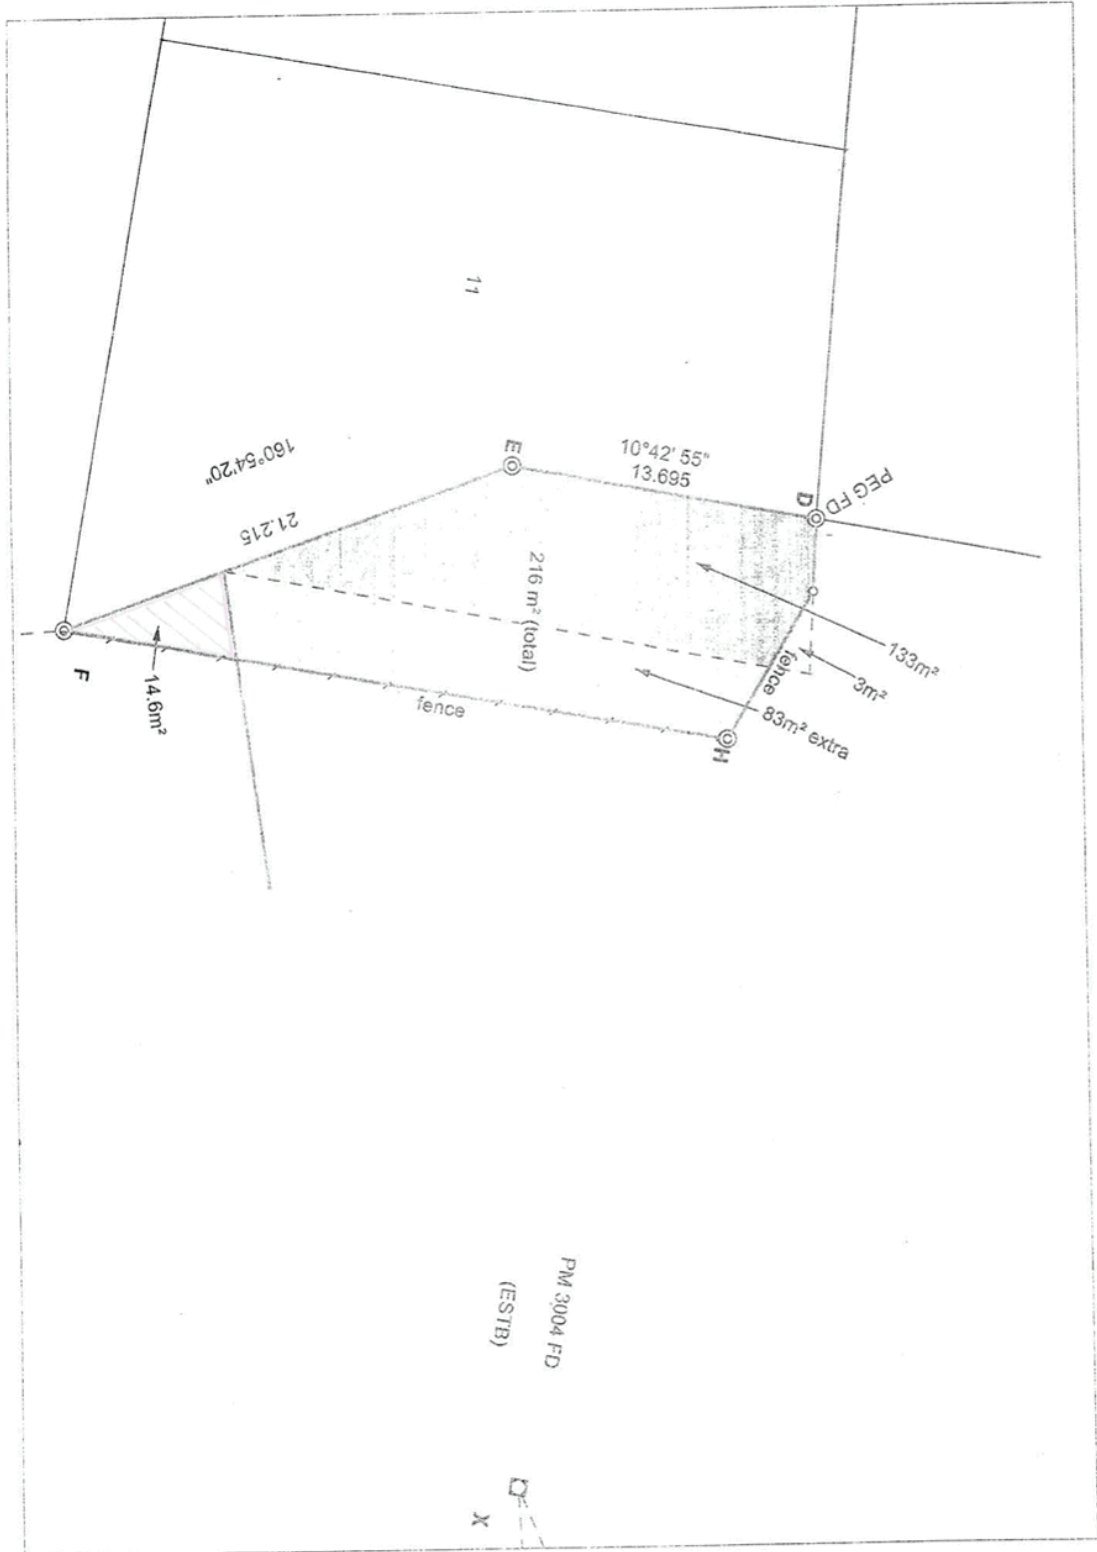 11
160°54'20"
21.215
E
10°42' 55"
13.695
D
PEG FD
216 m² (total)
133m²
3m²
fence
83m² extra
H
fence
F
14.6m²
PM 3004 FD
(ESTB)
X